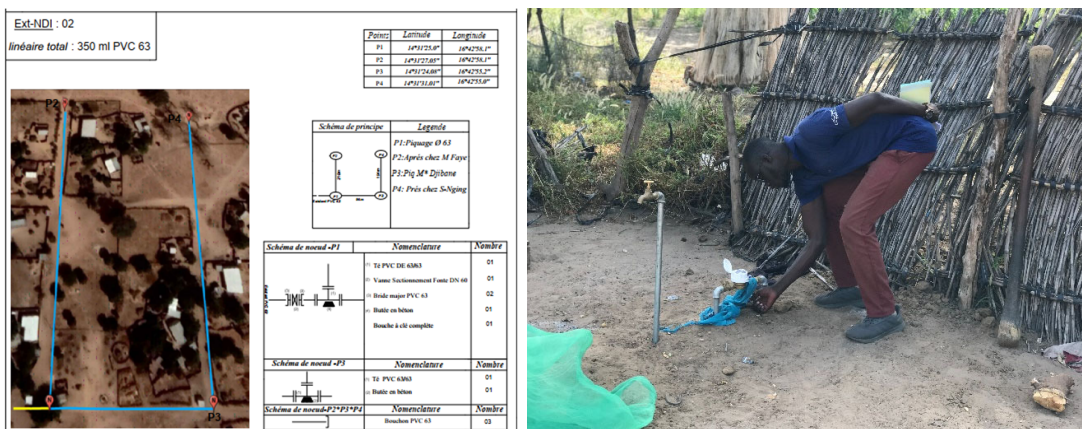 Ext-NDI : 02
linéaire total : 350 ml PVC 63
Points Latitude Longitude
P1 14°31'25.0" 16°42'58.1"
P2 14°31'27.05" 16°42'58.1"
P3 14°31'24.08" 16°42'55.2"
P4 14°31'31.01" 16°42'55.0"
P2
P4
P3
Schéma de principe Legende
P1:Piquage Ø 63
P2:Après chez M Faye
P3:Piq M* Djibane
P4: Près chez S-Nging
Schéma de noeud -P1 Nomenclature Nombre
Té PVC DE 63/63 01
Vanne Sectionnement Fonte DN 60 01
Bride major PVC 63 02
Butée en béton 01
Bouche à clé complète 01
Schéma de noeud -P3 Nomenclature Nombre
Té PVC 63/63 01
Butée en béton 01
Schéma de noeud-P2*P3*P4 Nomenclature Nombre
Bouchon PVC 63 03